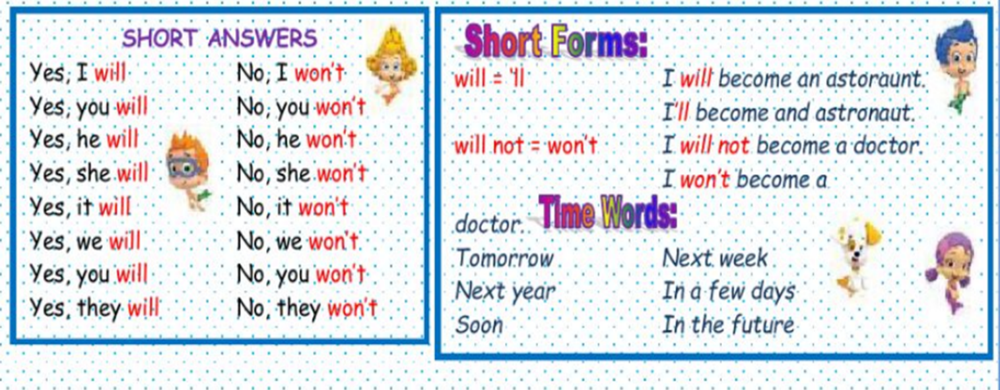 SHORT ANSWERS
Yes, I will
No, I won't
Yes, you will
No, you won't
Yes, he will
No, he won't
Yes, she will
No, she won't
Yes, it will
No, it won't
Yes, we will
No, we won't
Yes, you will
No, you won't
Yes, they will
No, they won't
Short Forms:
will = 'll
I will become an astoraunt.
I'll become and astronaut.
will not = won't
I will not become a doctor.
I won't become a
doctor.
Time Words:
Tomorrow
Next week
Next year
In a few days
Soon
In the future